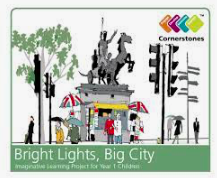 Cornerstones
Bright Lights, Big City
Imaginative Learning Project for Year 1 Children